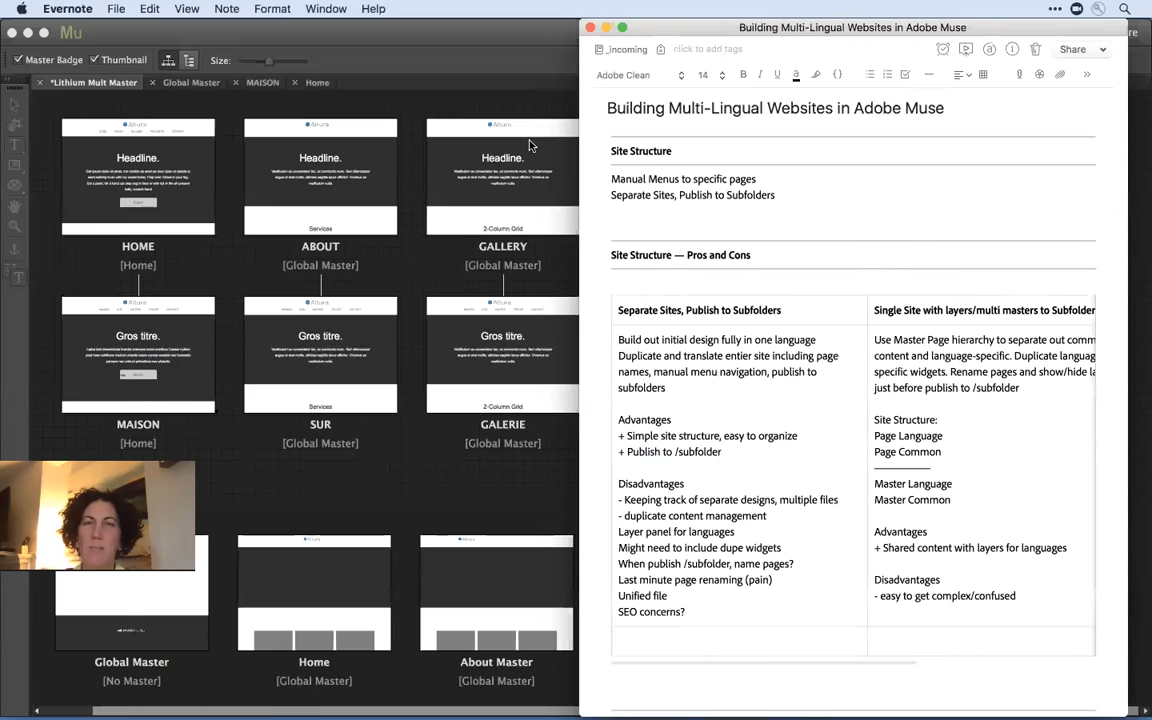 Evernote File Edit View Note Format Window Help
Mu
Building Multi-Lingual Websites in Adobe Muse
Master Badge Thumbnail Size:
_incoming click to add tags Share
*Lithium Mult Master Global Master MAISON Home
Adobe Clean 14 B I U a
Altura
Headline.
HOME
[Home]
Altura
Headline.
Services
ABOUT
[Global Master]
Altura
Headline.
2-Column Grid
GALLERY
[Global Master]
Altura
Gros titre.
MAISON
[Home]
Altura
Gros titre.
Services
SUR
[Global Master]
Altura
Gros titre.
2-Column Grid
GALERIE
[Global Master]
Global Master
[No Master]
Home
[Global Master]
About Master
[Global Master]
Building Multi-Lingual Websites in Adobe Muse
Site Structure
Manual Menus to specific pages
Separate Sites, Publish to Subfolders
Site Structure — Pros and Cons
Separate Sites, Publish to Subfolders
Build out initial design fully in one language
Duplicate and translate entier site including page
names, manual menu navigation, publish to
subfolders
Advantages
+ Simple site structure, easy to organize
+ Publish to /subfolder
Disadvantages
- Keeping track of separate designs, multiple files
- duplicate content management
Layer panel for languages
Might need to include dupe widgets
When publish /subfolder, name pages?
Last minute page renaming (pain)
Unified file
SEO concerns?
Single Site with layers/multi masters to Subfolder
Use Master Page hierarchy to separate out comm
content and language-specific. Duplicate languag
specific widgets. Rename pages and show/hide la
just before publish to /subfolder
Site Structure:
Page Language
Page Common
Master Language
Master Common
Advantages
+ Shared content with layers for languages
Disadvantages
- easy to get complex/confused